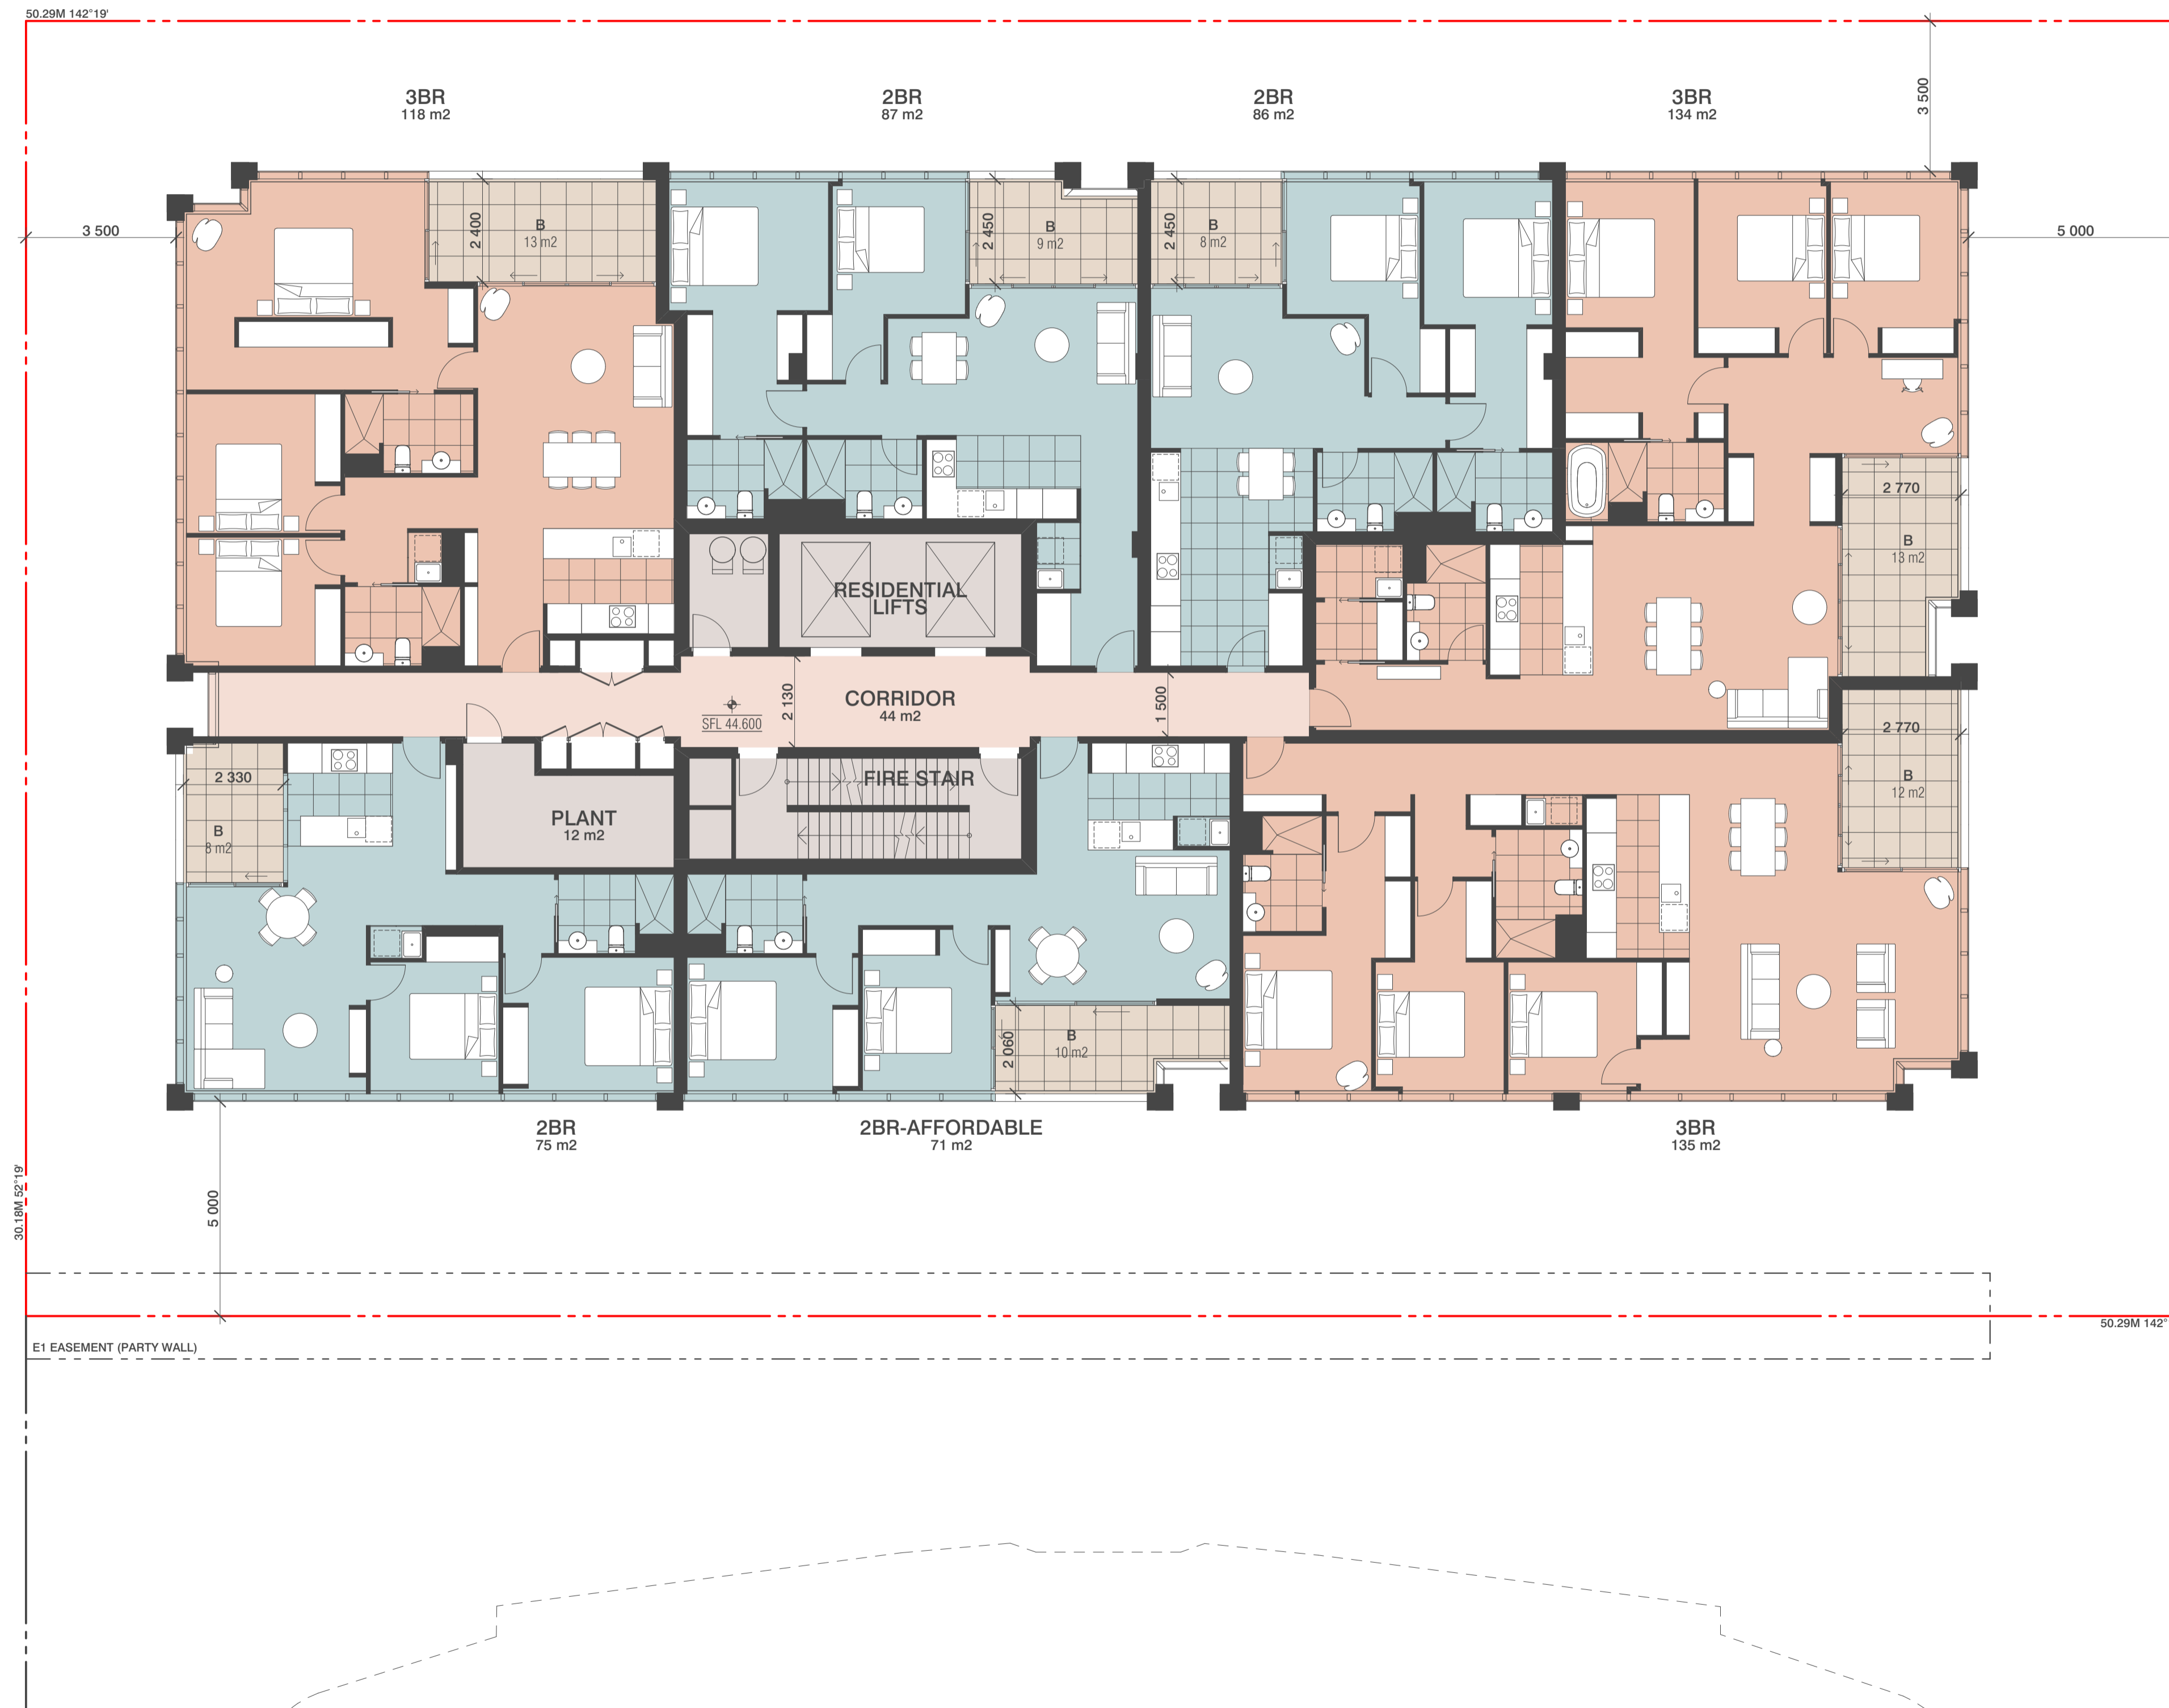 50.29M 142°19'
3 500
3BR
118 m2
2BR
87 m2
2BR
86 m2
3BR
134 m2
3 500
5 000
2 400
B
13 m2
2 450
B
9 m2
2 450
B
8 m2
2 770
B
13 m2
RESIDENTIAL
LIFTS
CORRIDOR
44 m2
SFL 44.600
2 130
1 500
2 770
B
12 m2
2 330
B
8 m2
PLANT
12 m2
FIRE STAIR
2 060
B
10 m2
2BR
75 m2
2BR-AFFORDABLE
71 m2
3BR
135 m2
30.18M 52°19'
5 000
50.29M 142°
E1 EASEMENT (PARTY WALL)